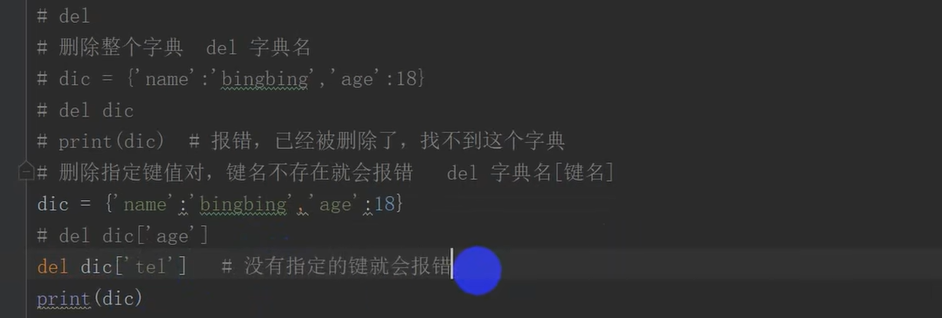 # del
# 删除整个字典  del 字典名
# dic = {'name':'bingbing','age':18}
# del dic
# print(dic)  # 报错，已经被删除了，找不到这个字典
# 删除指定键值对，键名不存在就会报错   del 字典名[键名]
dic = {'name':'bingbing','age':18}
# del dic['age']
del dic['tel']   # 没有指定的键就会报错
print(dic)